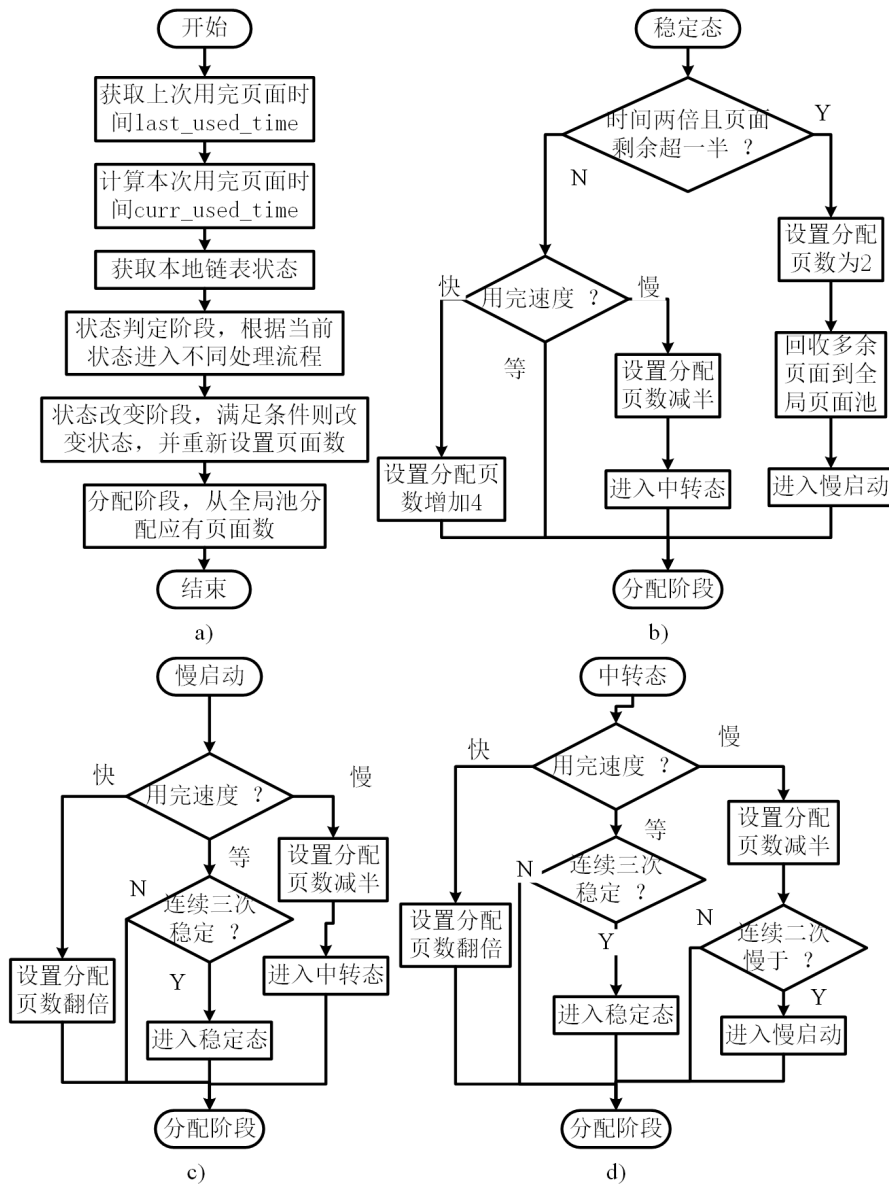 开始
获取上次用完页面时
间last_used_time
计算本次用完页面时
间curr_used_time
获取本地链表状态
状态判定阶段，根据当前
状态进入不同处理流程
状态改变阶段，满足条件则改
变状态，并重新设置页面数
分配阶段，从全局池分
配应有页面数
结束
a)
稳定态
时间两倍且页面
剩余超一半 ？
Y
N
设置分配
页数为2
快
用完速度 ？
慢
等
回收多余
页面到全
局页面池
设置分配
页数减半
设置分配页
数增加4
进入中转态
进入慢启动
分配阶段
b)
慢启动
快
用完速度 ？
慢
等
设置分配
页数减半
N
连续三次
稳定 ？
Y
设置分配
页数翻倍
进入中转态
进入稳定态
分配阶段
c)
中转态
快
用完速度 ？
慢
等
设置分配
页数减半
N
连续三次
稳定 ？
Y
设置分配
页数翻倍
N
连续二次
慢于 ？
Y
进入稳定态
进入慢启动
分配阶段
d)